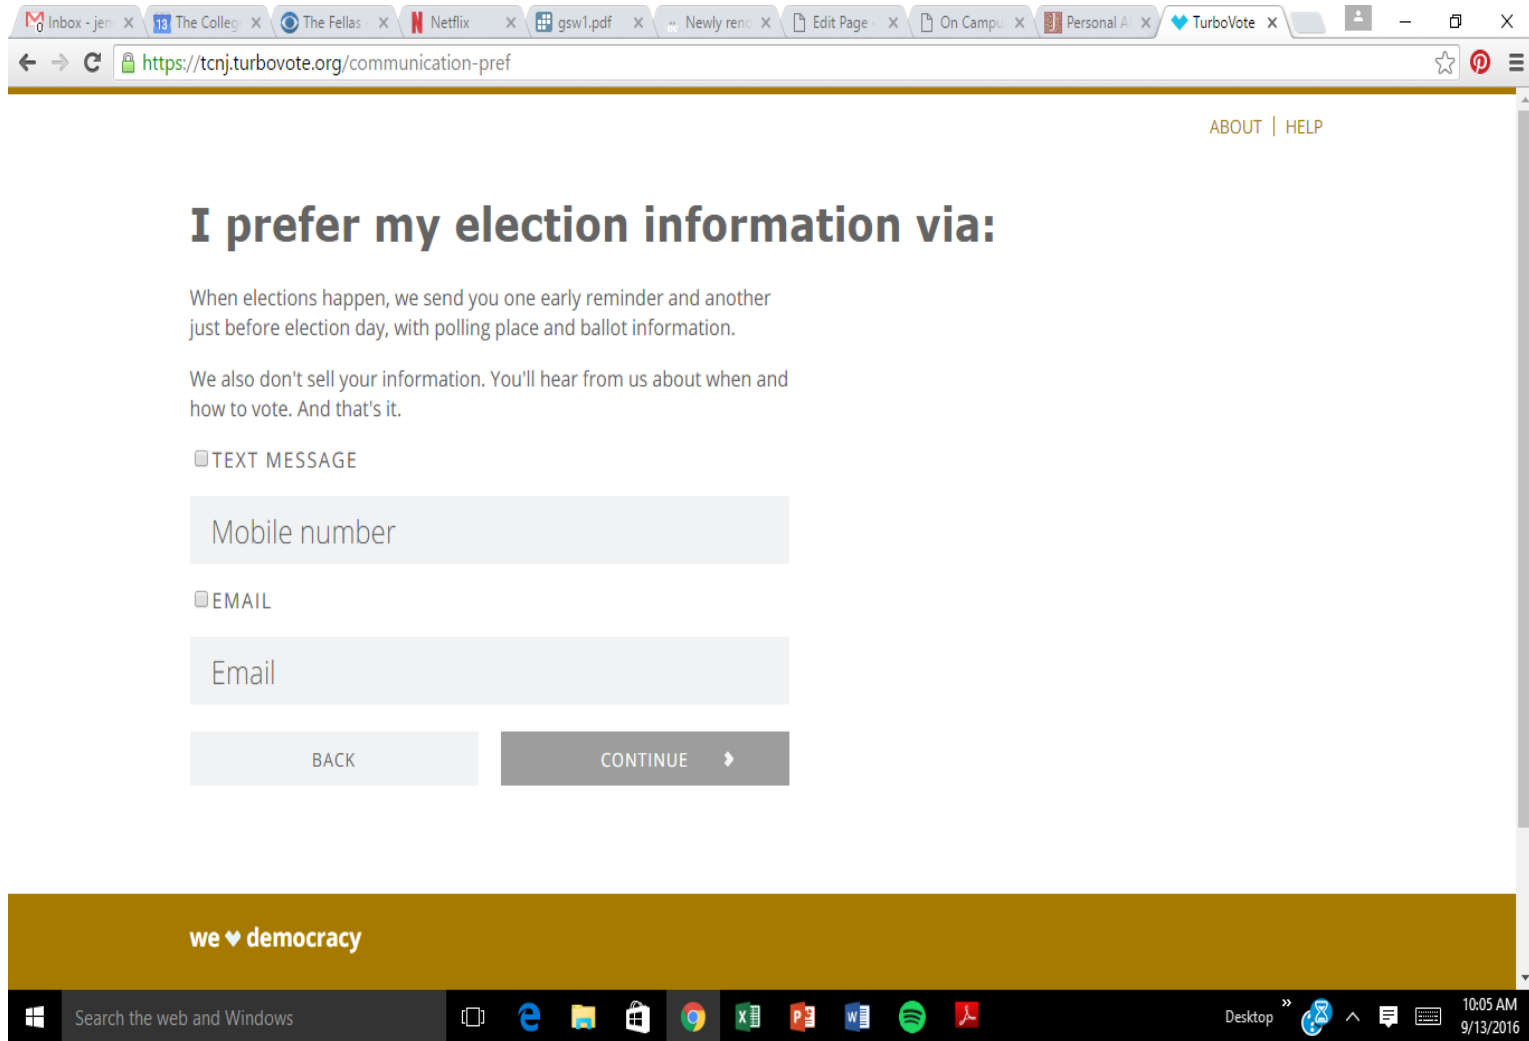 Inbox - jen
13 The Colleg
The Fellas -
Netflix
gsw1.pdf
Newly reno
Edit Page
On Campu
Personal A
TurboVote
https://tcnj.turbovote.org/communication-pref
ABOUT | HELP
I prefer my election information via:
When elections happen, we send you one early reminder and another
just before election day, with polling place and ballot information.
We also don't sell your information. You'll hear from us about when and
how to vote. And that's it.
TEXT MESSAGE
Mobile number
EMAIL
Email
BACK
CONTINUE
we ♥ democracy
Search the web and Windows
Desktop
10:05 AM
9/13/2016